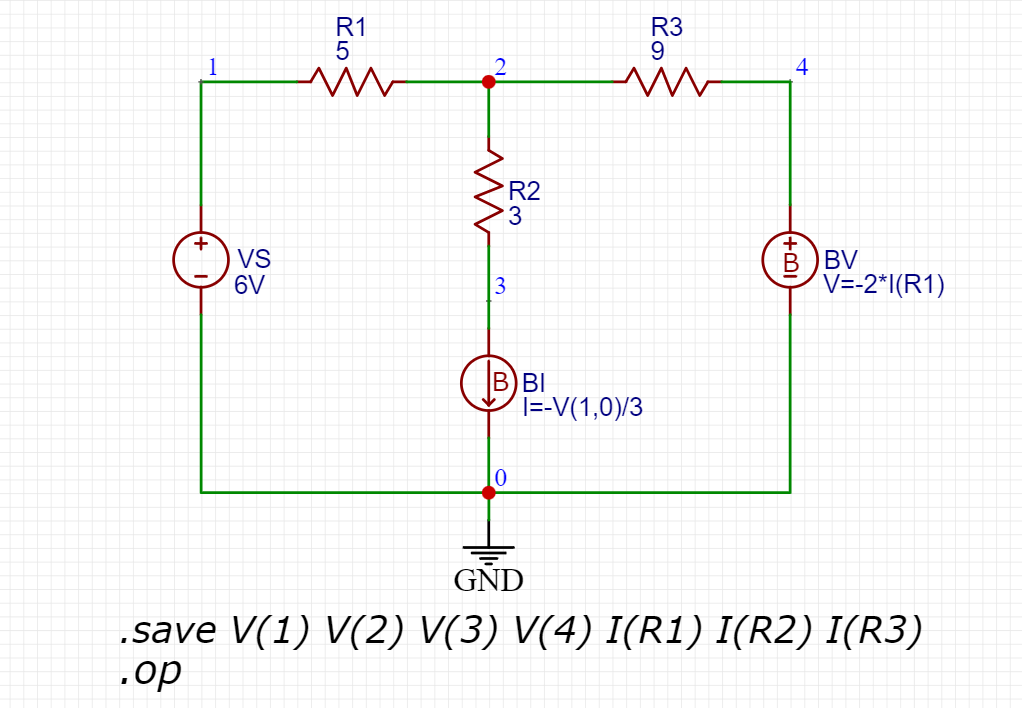 R1
5
R3
9
1
2
4
R2
3
VS
6V
+
−
+
B
BV
V=-2*I(R1)
3
B
BI
I=-V(1,0)/3
0
GND
.save V(1) V(2) V(3) V(4) I(R1) I(R2) I(R3)
.op